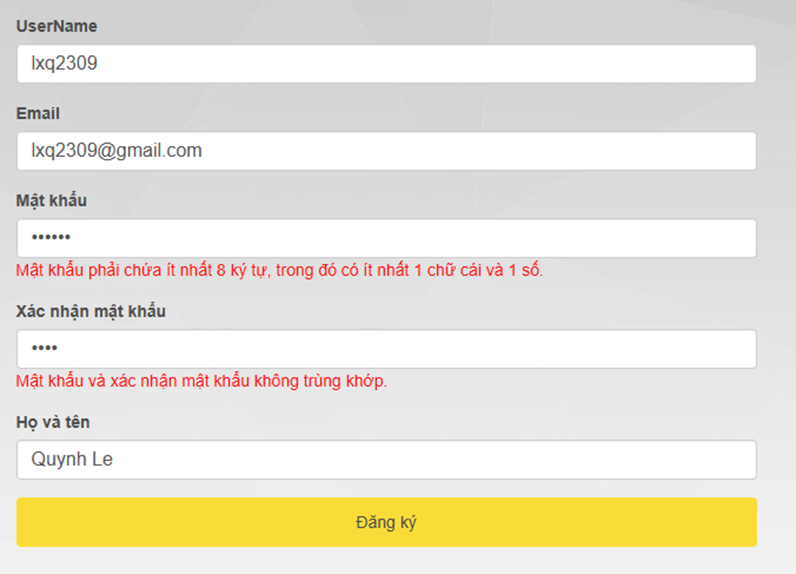 UserName
lxq2309
Email
lxq2309@gmail.com
Mật khẩu
••••••
Mật khẩu phải chứa ít nhất 8 ký tự, trong đó có ít nhất 1 chữ cái và 1 số.
Xác nhận mật khẩu
••••
Mật khẩu và xác nhận mật khẩu không trùng khớp.
Họ và tên
Quynh Le
Đăng ký